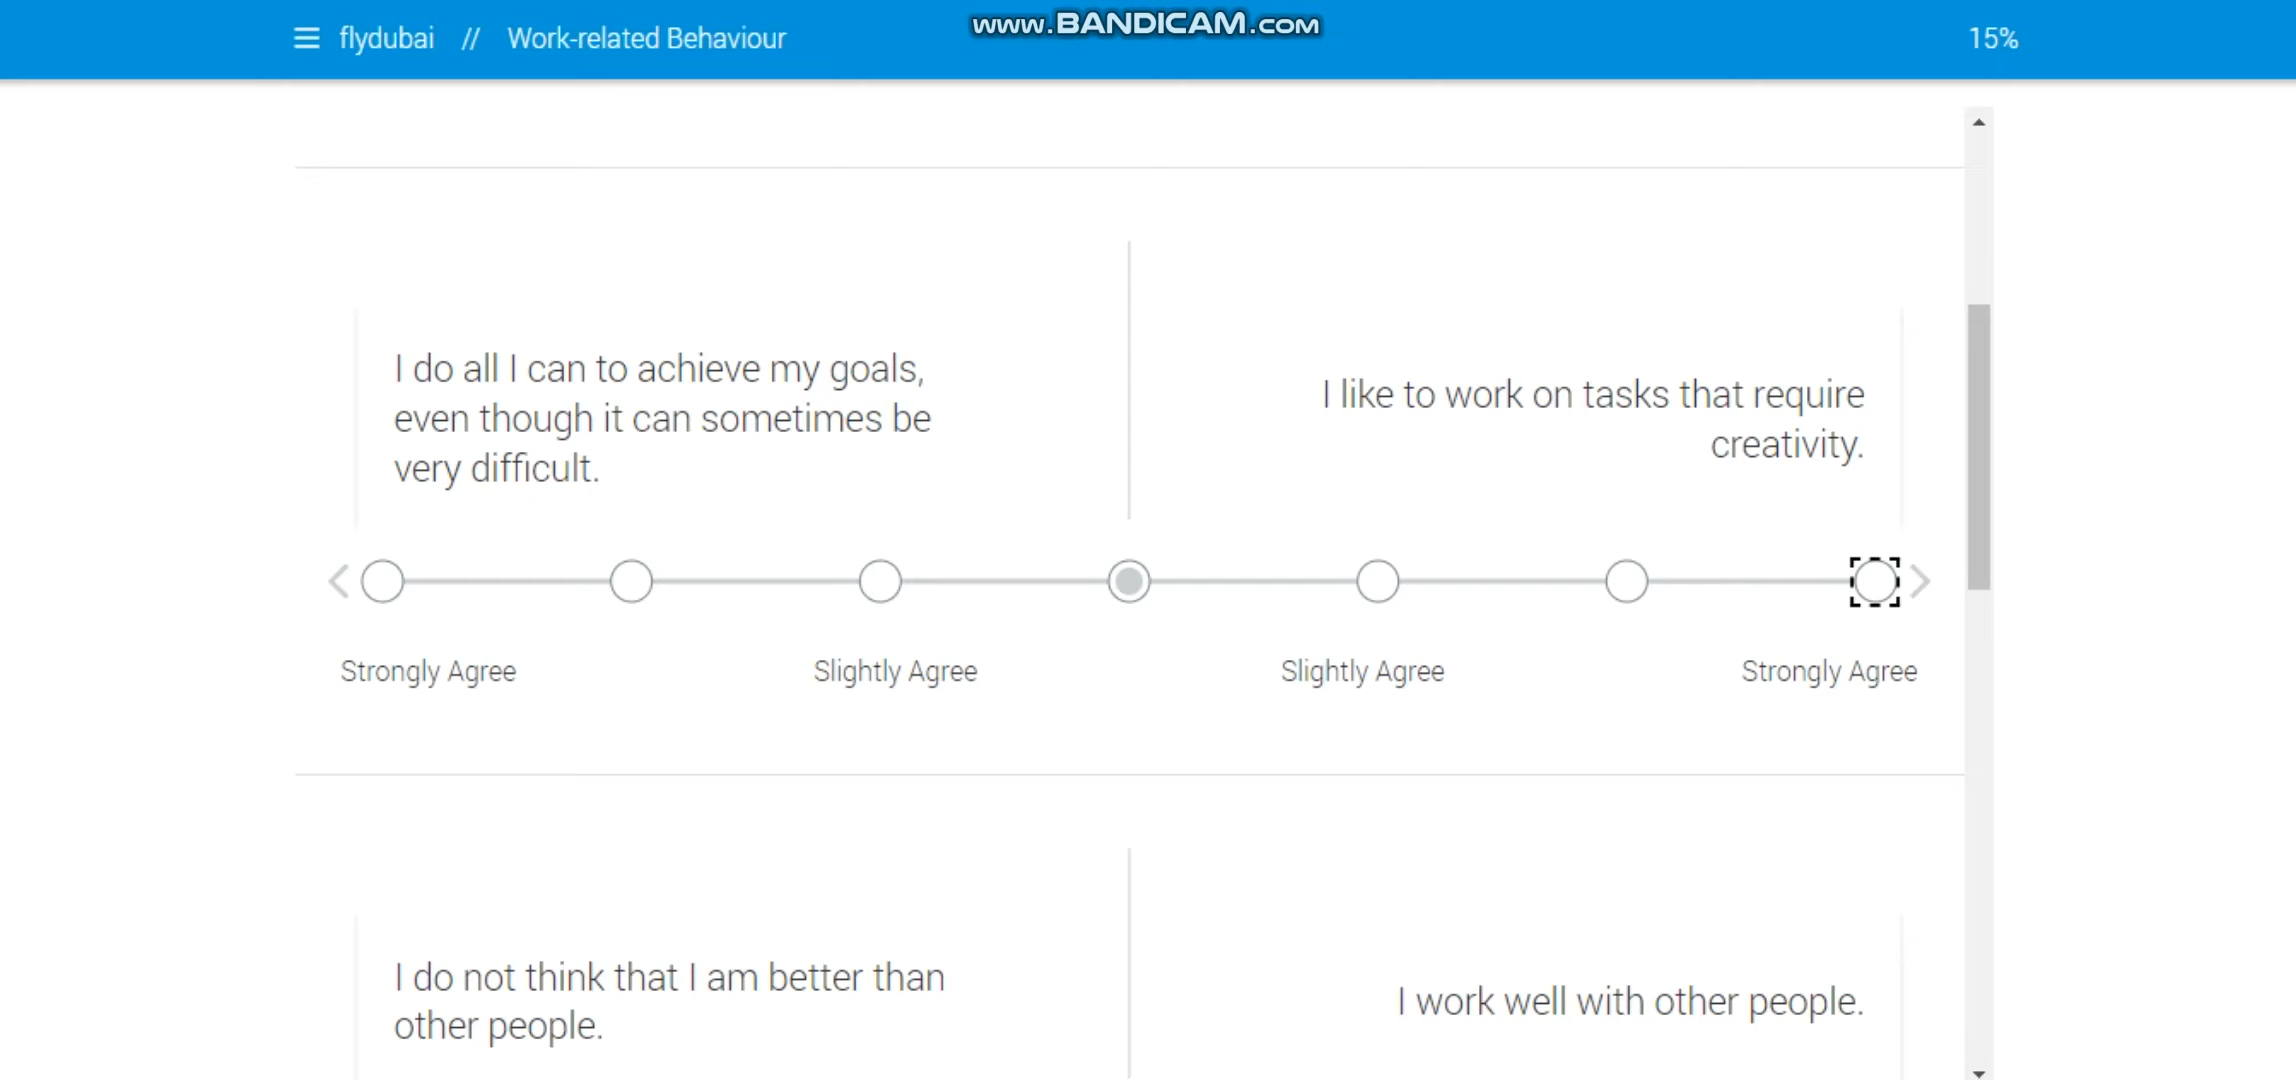 flydubai // Work-related Behaviour
www.BANDICAM.com
15%
I do all I can to achieve my goals,
even though it can sometimes be
very difficult.
I like to work on tasks that require
creativity.
Strongly Agree
Slightly Agree
Slightly Agree
Strongly Agree
I do not think that I am better than
other people.
I work well with other people.